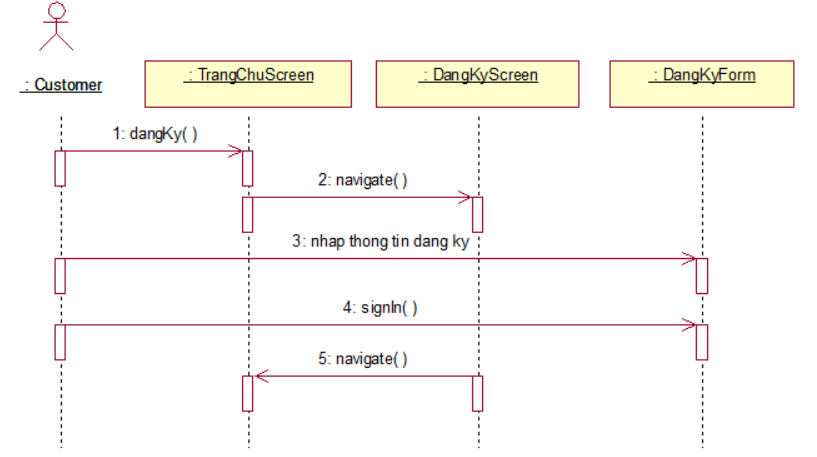 : Customer
: TrangChuScreen
: DangKyScreen
: DangKyForm
1: dangKy( )
2: navigate( )
3: nhap thong tin dang ky
4: signIn( )
5: navigate( )